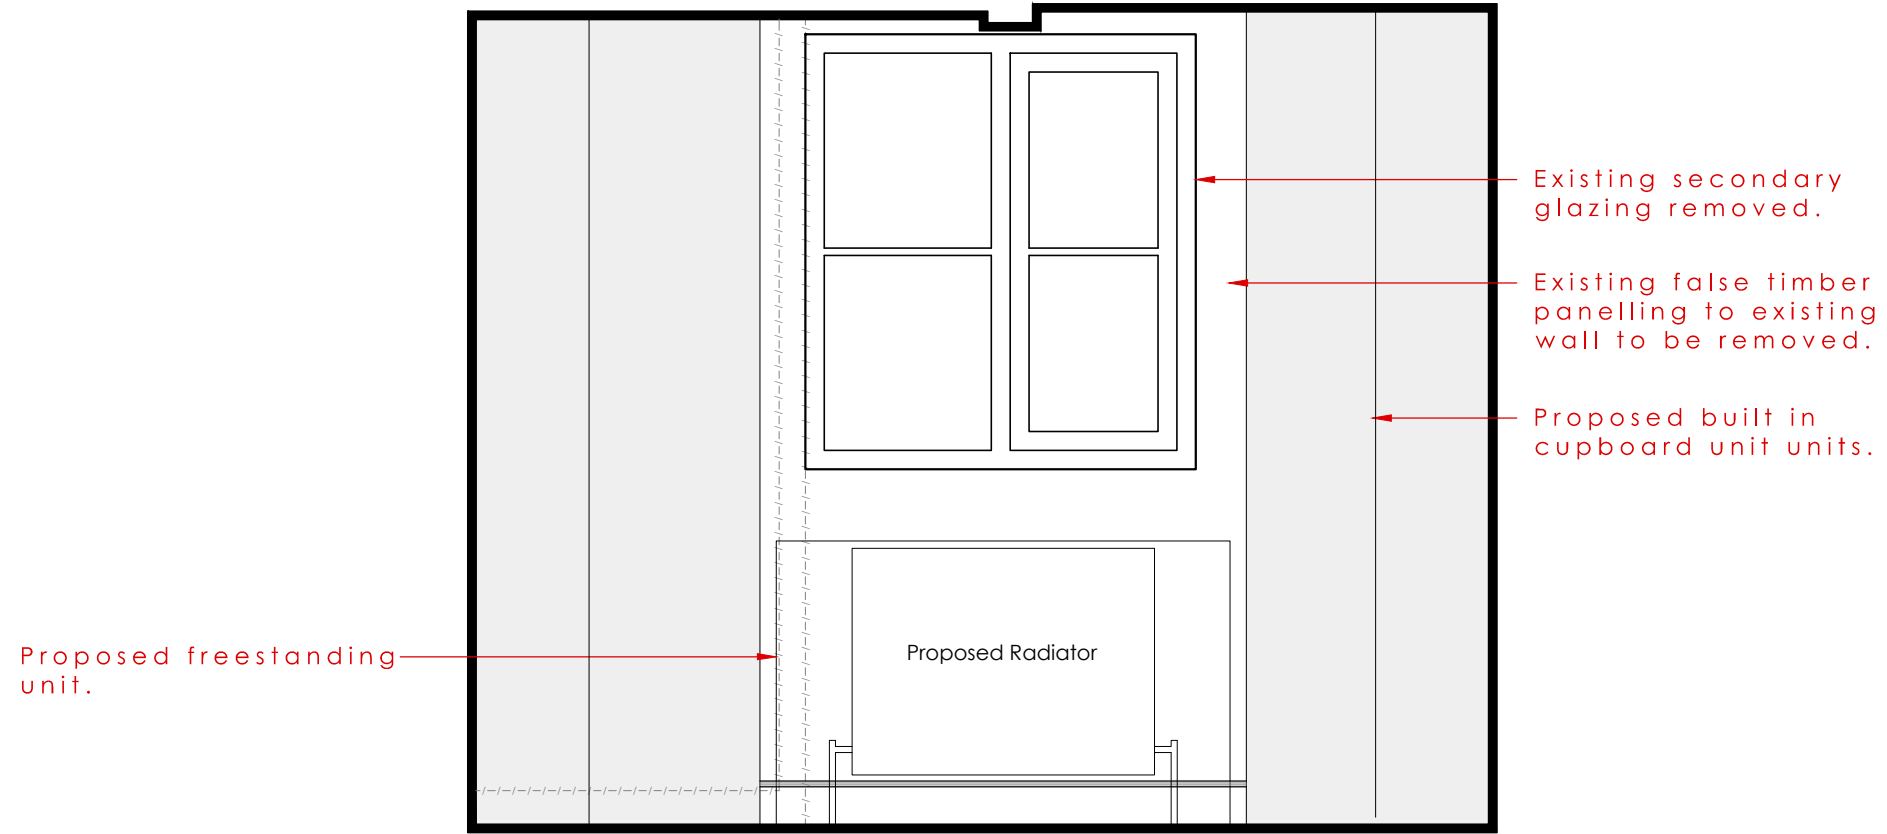 Existing secondary
glazing removed.
Existing false timber
panelling to existing
wall to be removed.
Proposed built in
cupboard unit units.
Proposed freestanding
unit.
Proposed Radiator